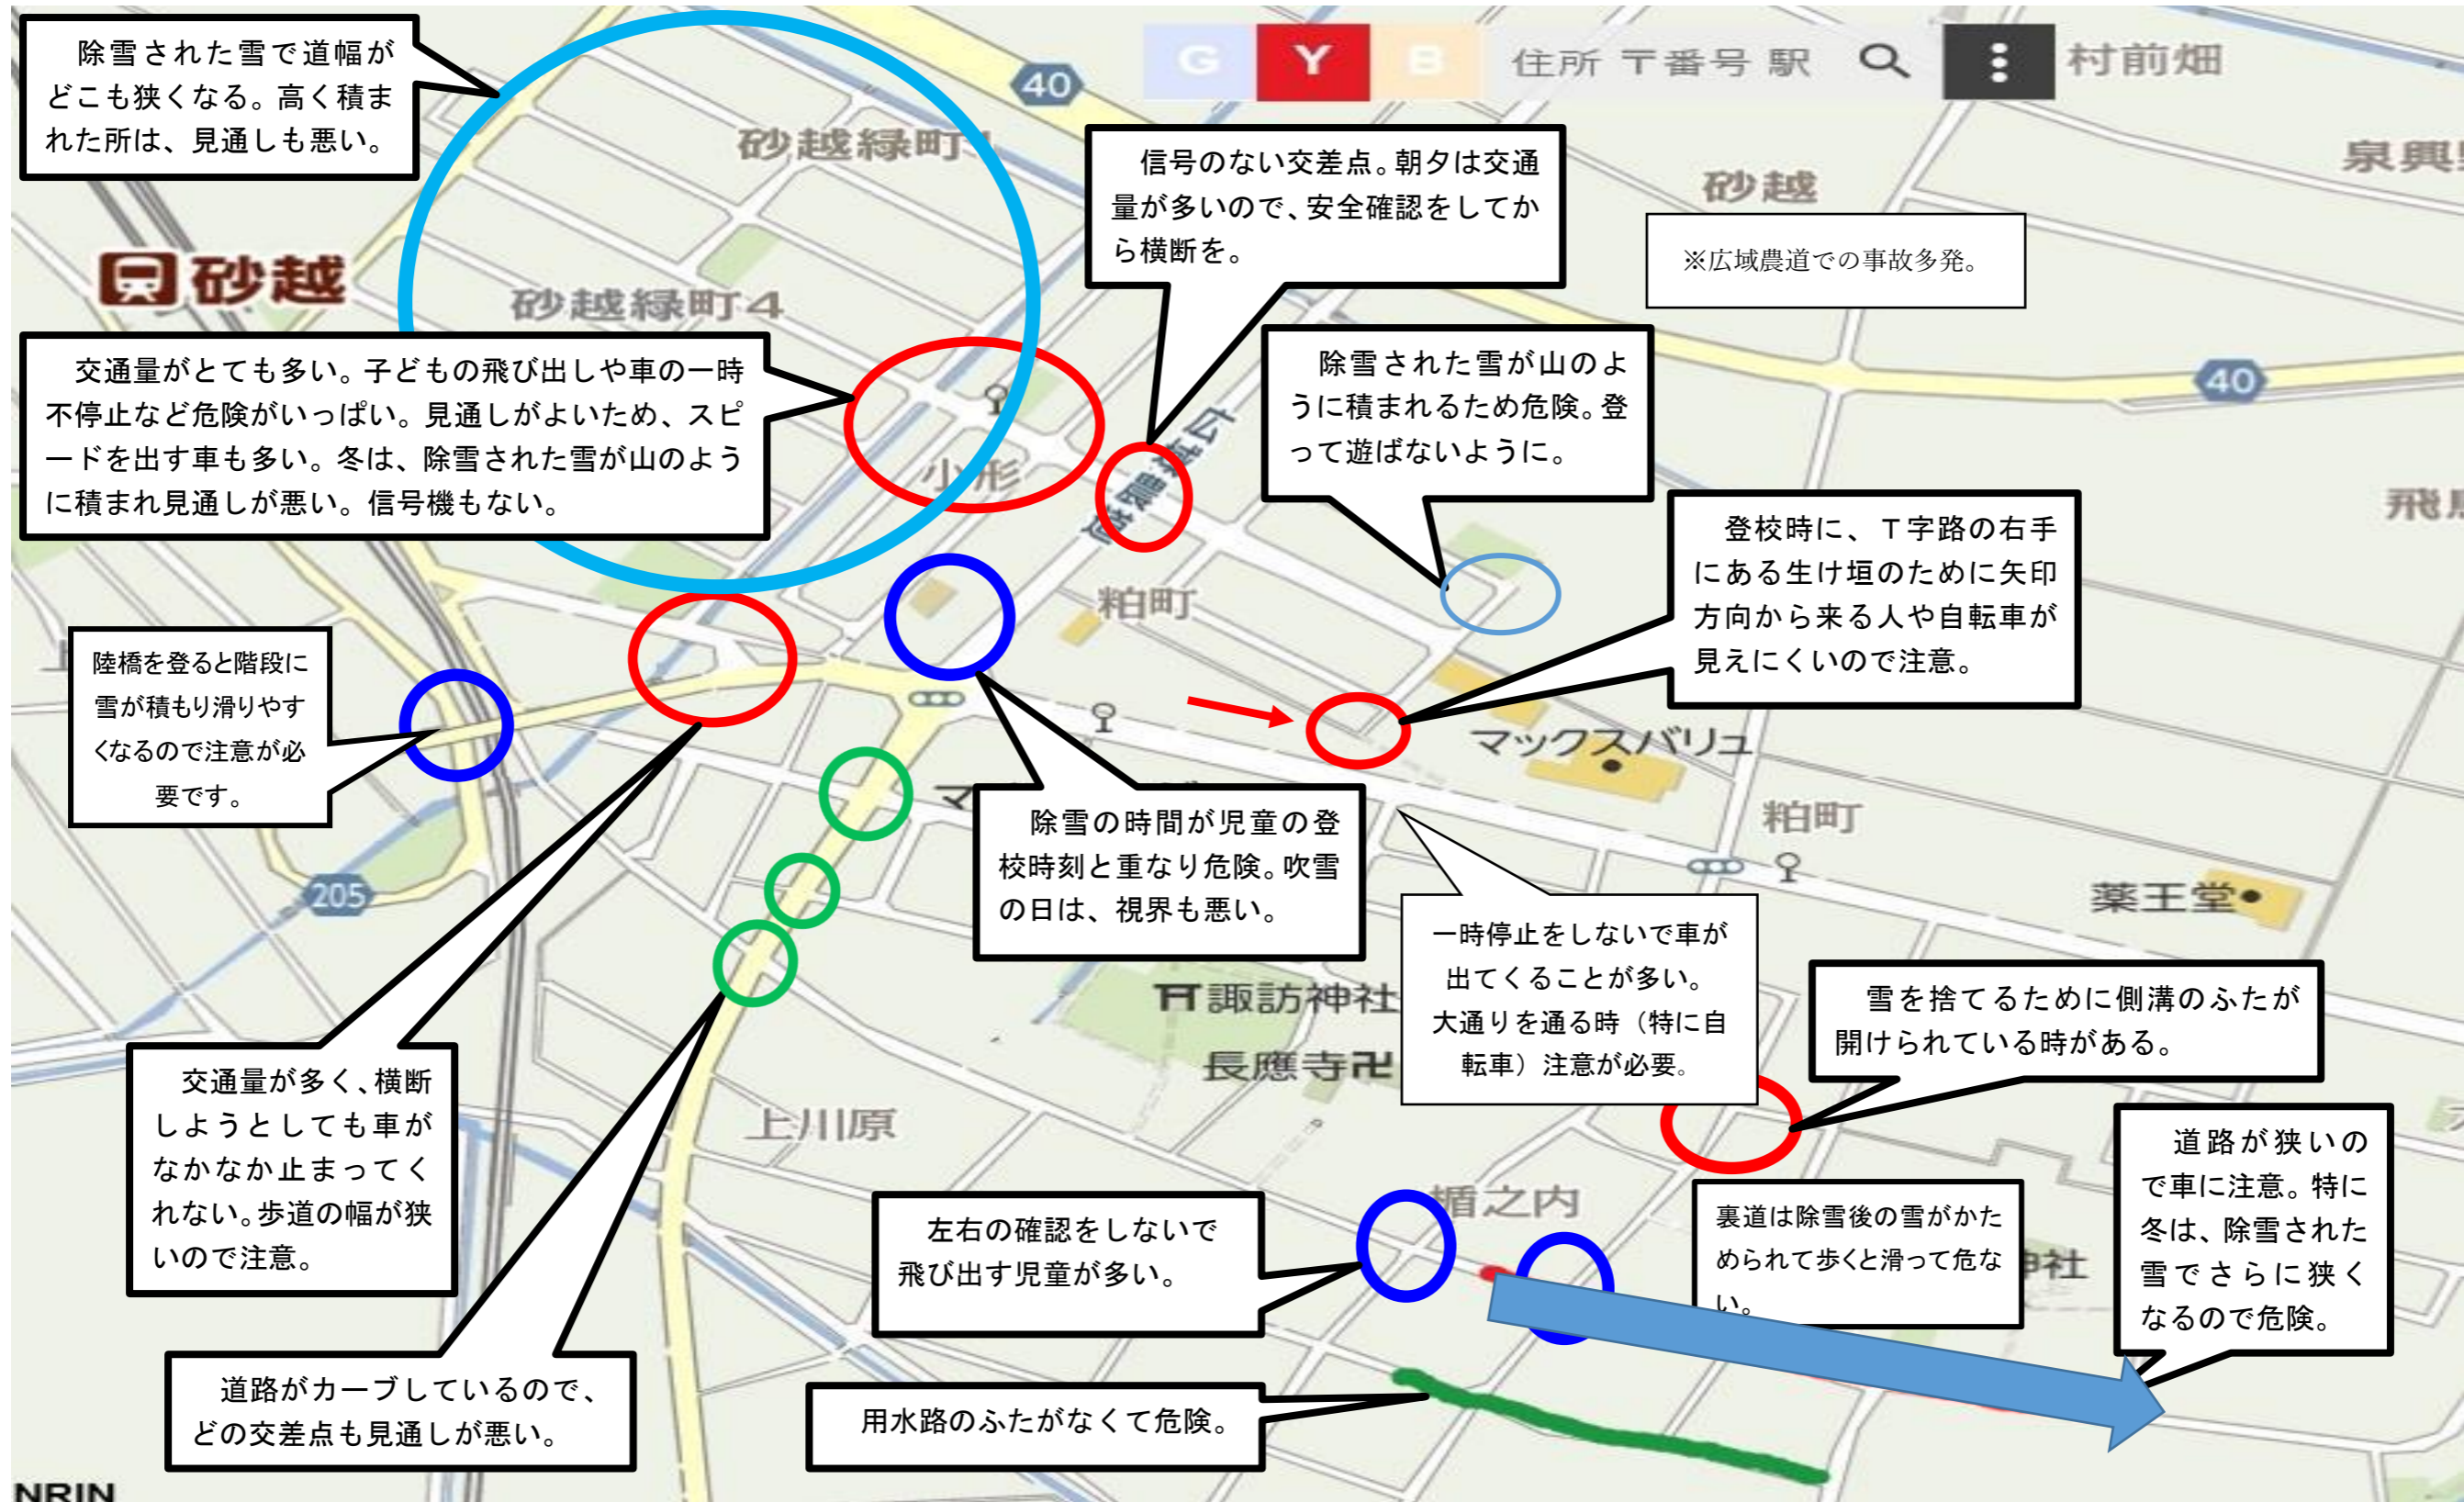 除雪された雪で道幅が
どこも狭くなる。高く積ま
れた所は、見通しも悪い。
40
G Y B 住所 〒番号 駅
村前畑
砂越緑町
信号のない交差点。朝夕は交通
量が多いので、安全確認をしてか
ら横断を。
砂越
泉興
※広域農道での事故多発。
砂越
砂越緑町4
交通量がとても多い。子どもの飛び出しや車の一時
不停止など危険がいっぱい。見通しがよいため、スピ
ードを出す車も多い。冬は、除雪された雪が山のよう
に積まれ見通しが悪い。信号機もない。
除雪された雪が山のよ
うに積まれるため危険。登
って遊ばないように。
40
広域農道
小形
飛
登校時に、T字路の右手
にある生け垣のために矢印
方向から来る人や自転車が
見えにくいので注意。
粕町
上
陸橋を登ると階段に
雪が積もり滑りやす
くなるので注意が必
要です。
マックスバリュ
マ
除雪の時間が児童の登
校時刻と重なり危険。吹雪
の日は、視界も悪い。
粕町
205
薬王堂
一時停止をしないで車が
出てくることが多い。
大通りを通る時（特に自
転車）注意が必要。
諏訪神社
長應寺卍
雪を捨てるために側溝のふたが
開けられている時がある。
交通量が多く、横断
しようとしても車が
なかなか止まってく
れない。歩道の幅が狭
いので注意。
上川原
道路が狭いの
で車に注意。特に
冬は、除雪された
雪でさらに狭く
なるので危険。
楯之内
左右の確認をしないで
飛び出す児童が多い。
裏道は除雪後の雪がかた
められて歩くと滑って危な
い。
神社
道路がカーブしているので、
どの交差点も見通しが悪い。
用水路のふたがなくて危険。
NRIN